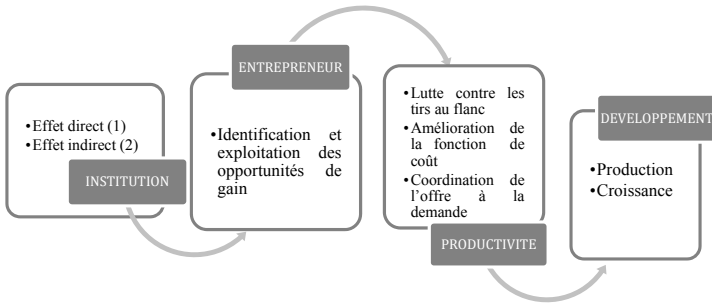 •Effet direct (1)
•Effet indirect (2)
INSTITUTION
ENTREPRENEUR
•Identification et
exploitation des
opportunités de
gain
•Lutte contre les
tirs au flanc
•Amélioration de
la fonction de
coût
•Coordination de
l’offre à la
demande
PRODUCTIVITE
DEVELOPPEMENT
•Production
•Croissance